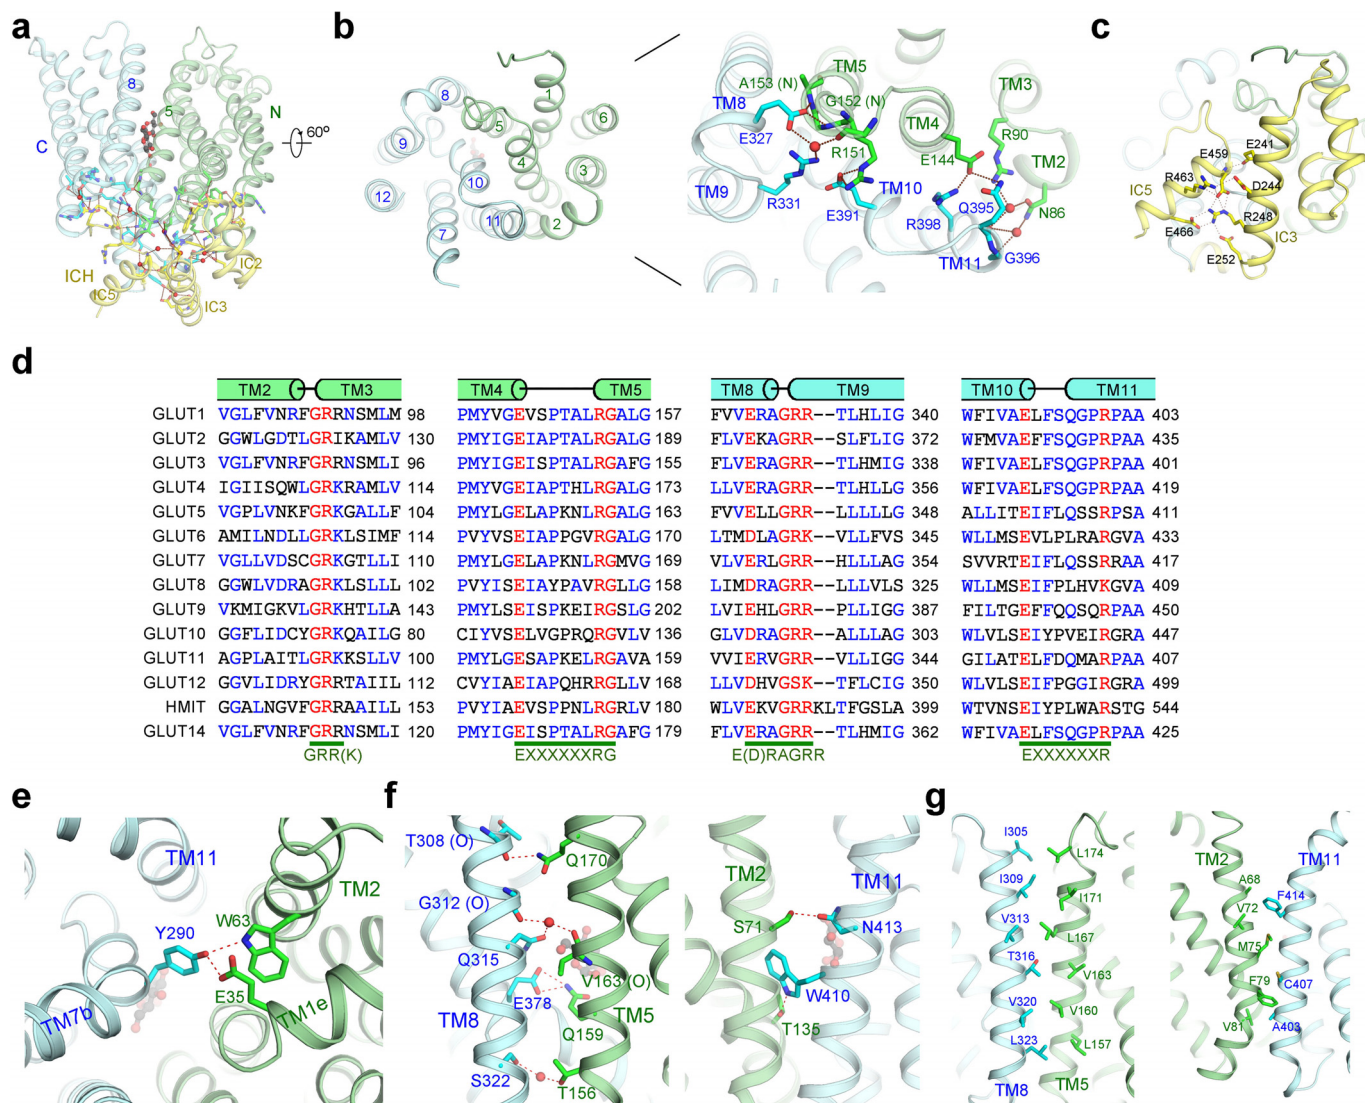 a
8
5
N
C
60º
ICH
IC5
IC3
IC2
b
8
1
5
6
9
4
10
3
12
11
2
7
A153 (N)
TM5
TM8
G152 (N)
TM3
TM4
R90
E327
R151
E144
TM2
TM9
TM10
Q395
N86
R331
E391
R398
TM11
G396
c
E459
E241
R463
D244
IC5
R248
E466
IC3
E252
d
TM2 TM3 TM4 TM5 TM8 TM9 TM10 TM11
GLUT1 VGLFVNRFGRRNSMLM 98 PMYVGEVSPTALRGALG 157 FVVERAGRR--TLHLIG 340 WFIVAELFSQGPRPAA 403
GLUT2 GGWLGDTLGRIKAMLV 130 PMYIGEIAPTALRGALG 189 FLVEKAGRR--SLFLIG 372 WFMVAEFFSQGPRPAA 435
GLUT3 VGLFVNRFGRRNSMLI 96 PMYIGEISPTALRGAFG 155 FLVERAGRR--TLHMIG 338 WFIVAELFSQGPRPAA 401
GLUT4 IGIISQWLGRKRAMLV 114 PMYVGEIAPTHLRGALG 173 LLVERAGRR--TLHLLG 356 WFIVAELFSQGPRPAA 419
GLUT5 VGPLVNKFGRKGALLF 104 PMYLGELAPKNLRGALG 163 FVVELLGRR--LLLLLG 348 ALLITEIFLQSSRPSA 411
GLUT6 AMILNDLLGRKLSIMF 114 PVYVSEIAPPGVRGALG 170 LTMDLAGRK--VLLFVS 345 WLLMSEVLPLRARGVA 433
GLUT7 VGLLVDSCGRKGTLLI 110 PMYLGELAPKNLRGMVG 169 VLVERLGRR--HLLLAG 354 SVVRTEIFLQSSRRAA 417
GLUT8 GGWLVDRAGRKLSLLL 102 PVYISEIAYPAVRGLLG 158 LIMDRAGRR--LLLVLS 325 WLLMSEIFPLHVKGVA 409
GLUT9 VKMIGKVLGRKHTLLA 143 PMYLSEISPKEIRGSLG 202 LVIEHLGRR--PLLIGG 387 FILTGEFFQQSQRPAA 450
GLUT10 GGFLIDCYGRKQAILG 80 CIYVSELVGPRQRGVLV 136 GLVDRAGRR--ALLLAG 303 WLVLSEIYPVEIRGRA 447
GLUT11 AGPLAITLGRKKSLLV 100 PMYLGESAPKELRGAVA 159 VVIERVGRR--VLLIGG 344 GILATELFDQMARPAA 407
GLUT12 GGVLIDRYGRRTAIIL 112 CVYIAEIAPQHRRGLLV 168 LLVDHVGSK--TFLCIG 350 WLVLSEIFPGGIRGRA 499
HMIT GGALNGVFGRRAAILL 153 PVYIAEVSPPNLRGRLV 180 WLVEKVGRRKLTFGSLA 399 WTVNSEIYPLWARSTG 544
GLUT14 VGLFVNRFGRRNSMLI 120 PMYIGEISPTALRGAFG 179 FLVERAGRR--TLHMIG 362 WFIVAELFSQGPRPAA 425
GRR(K) EXXXXXXRG E(D)RAGRR EXXXXXXR
e
TM11
TM2
W63
Y290
E35
TM1e
TM7b
f
T308 (O)
Q170
G312 (O)
Q315
V163 (O)
E378
TM8
Q159
TM5
S322
T156
TM2
TM11
S71
N413
W410
T135
g
I305
L174
I309
I171
V313
L167
T316
V163
V320
V160
L323
L157
TM8
TM5
TM2
TM11
A68
F414
V72
M75
F79
C407
V81
A403